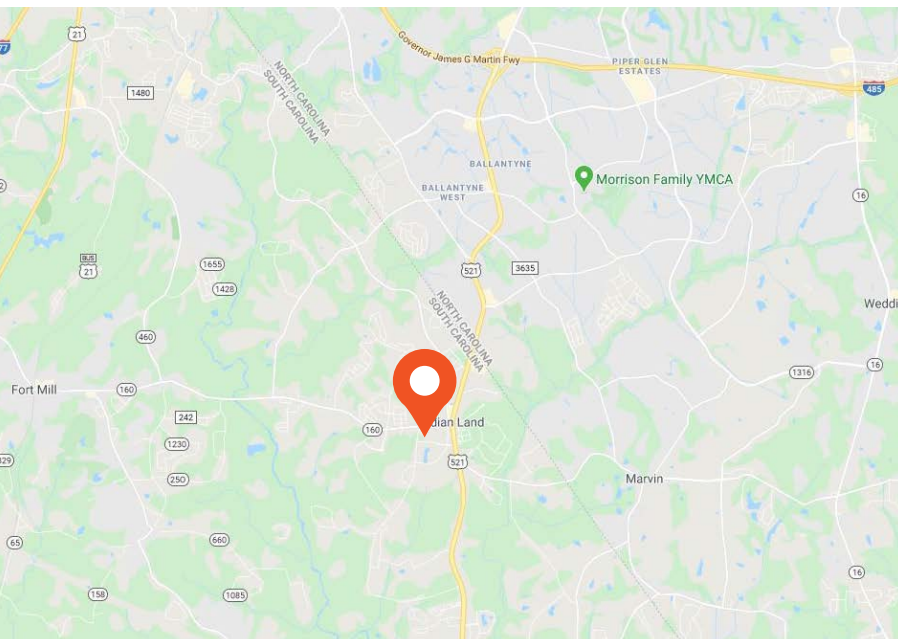 21
77
Governor James G Martin Fwy
PIPER GLEN
ESTATES
485
1480
NORTH CAROLINA
SOUTH CAROLINA
BALLANTYNE
Morrison Family YMCA
BALLANTYNE
WEST
16
BUS
21
1655
521
3635
1428
NORTH CAROLINA
SOUTH CAROLINA
Weddi
460
16
1316
Fort Mill
160
242
160
dian Land
1230
329
521
250
Marvin
65
660
16
158
1085